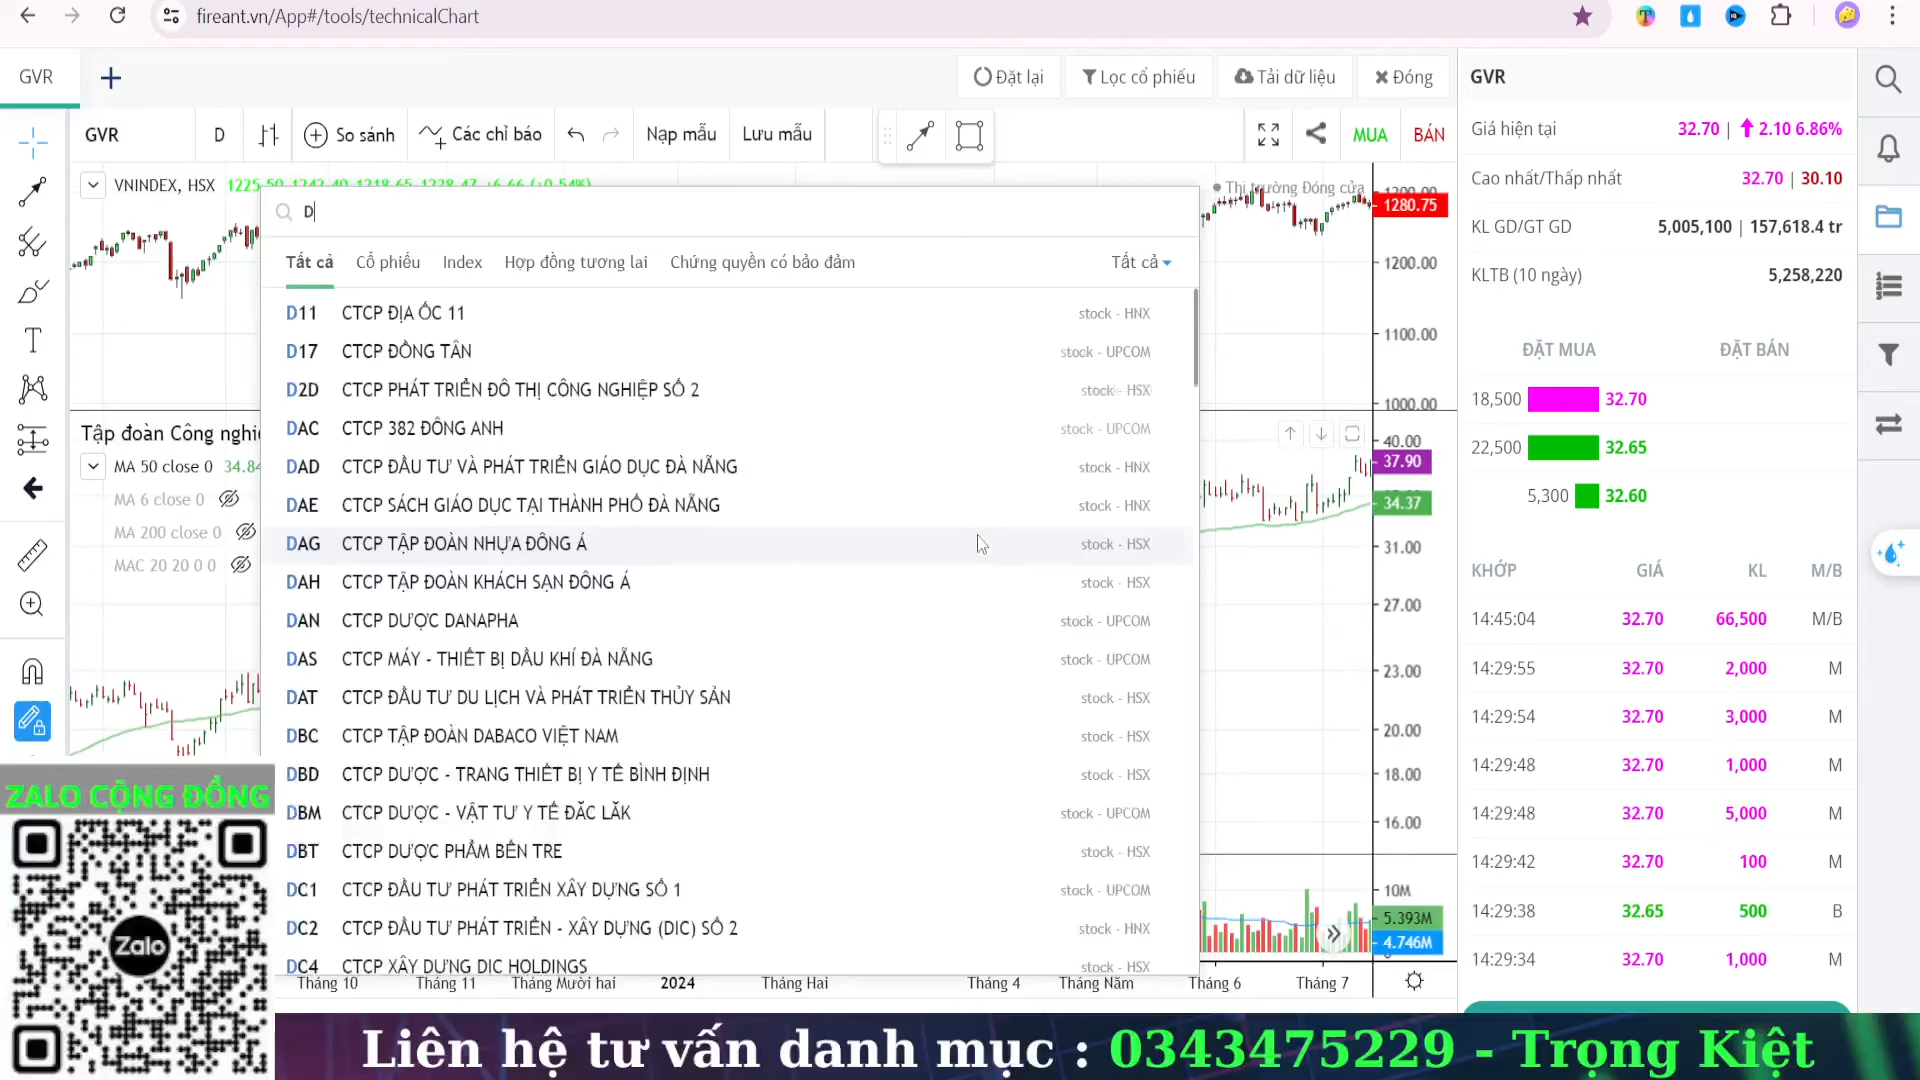 fireant.vn/App#/tools/technicalChart
GVR
Đặt lại
Lọc cổ phiếu
Tải dữ liệu
Đóng
GVR
GVR
D
So sánh
Các chỉ báo
Nạp mẫu
Lưu mẫu
MUA
BÁN
Giá hiện tại
32.70 | 2.10 6.86%
Cao nhất/Thấp nhất
32.70 | 30.10
KL GD/GT GD
5,005,100 | 157,618.4 tr
KLTB (10 ngày)
5,258,220
VNINDEX, HSX 1225.50 1242.40 1218.65 1228.47 +6.66 (+0.54%)
Thị trường Đóng cửa
D
Tất cả
Cổ phiếu
Index
Hợp đồng tương lai
Chứng quyền có bảo đảm
Tất cả
D11 CTCP ĐỊA ỐC 11 stock - HNX
D17 CTCP ĐỒNG TÂN stock - UPCOM
D2D CTCP PHÁT TRIỂN ĐÔ THỊ CÔNG NGHIỆP SỐ 2 stock - HSX
DAC CTCP 382 ĐÔNG ANH stock - UPCOM
DAD CTCP ĐẦU TƯ VÀ PHÁT TRIỂN GIÁO DỤC ĐÀ NẴNG stock - HNX
DAE CTCP SÁCH GIÁO DỤC TẠI THÀNH PHỐ ĐÀ NẴNG stock - HNX
DAG CTCP TẬP ĐOÀN NHỰA ĐÔNG Á stock - HSX
DAH CTCP TẬP ĐOÀN KHÁCH SẠN ĐÔNG Á stock - HSX
DAN CTCP DƯỢC DANAPHA stock - UPCOM
DAS CTCP MÁY - THIẾT BỊ DẦU KHÍ ĐÀ NẴNG stock - UPCOM
DAT CTCP ĐẦU TƯ DU LỊCH VÀ PHÁT TRIỂN THỦY SẢN stock - HSX
DBC CTCP TẬP ĐOÀN DABACO VIỆT NAM stock - HSX
DBD CTCP DƯỢC - TRANG THIẾT BỊ Y TẾ BÌNH ĐỊNH stock - HSX
DBM CTCP DƯỢC - VẬT TƯ Y TẾ ĐẮC LẮK stock - UPCOM
DBT CTCP DƯỢC PHẨM BẾN TRE stock - HSX
DC1 CTCP ĐẦU TƯ PHÁT TRIỂN XÂY DỰNG SỐ 1 stock - UPCOM
DC2 CTCP ĐẦU TƯ PHÁT TRIỂN - XÂY DỰNG (DIC) SỐ 2 stock - HNX
DC4 CTCP XÂY DỰNG DIC HOLDINGS stock - HSX
Tập đoàn Công nghi
MA 50 close 0 34.84
MA 6 close 0
MA 200 close 0
MAC 20 20 0 0
1280.75
1200.00
1100.00
1000.00
40.00
37.90
34.37
31.00
27.00
23.00
20.00
18.00
16.00
10M
5.393M
4.746M
Tháng 10
Tháng 11
Tháng Mười hai
2024
Tháng Hai
Tháng 4
Tháng Năm
Tháng 6
Tháng 7
ĐẶT MUA
ĐẶT BÁN
18,500 32.70
22,500 32.65
5,300 32.60
KHỚP GIÁ KL M/B
14:45:04 32.70 66,500 M/B
14:29:55 32.70 2,000 M
14:29:54 32.70 3,000 M
14:29:48 32.70 1,000 M
14:29:48 32.70 5,000 M
14:29:42 32.70 100 M
14:29:38 32.65 500 B
14:29:34 32.70 1,000 M
ZALO CỘNG ĐỒNG
Zalo
Liên hệ tư vấn danh mục : 0343475229 - Trọng Kiệt